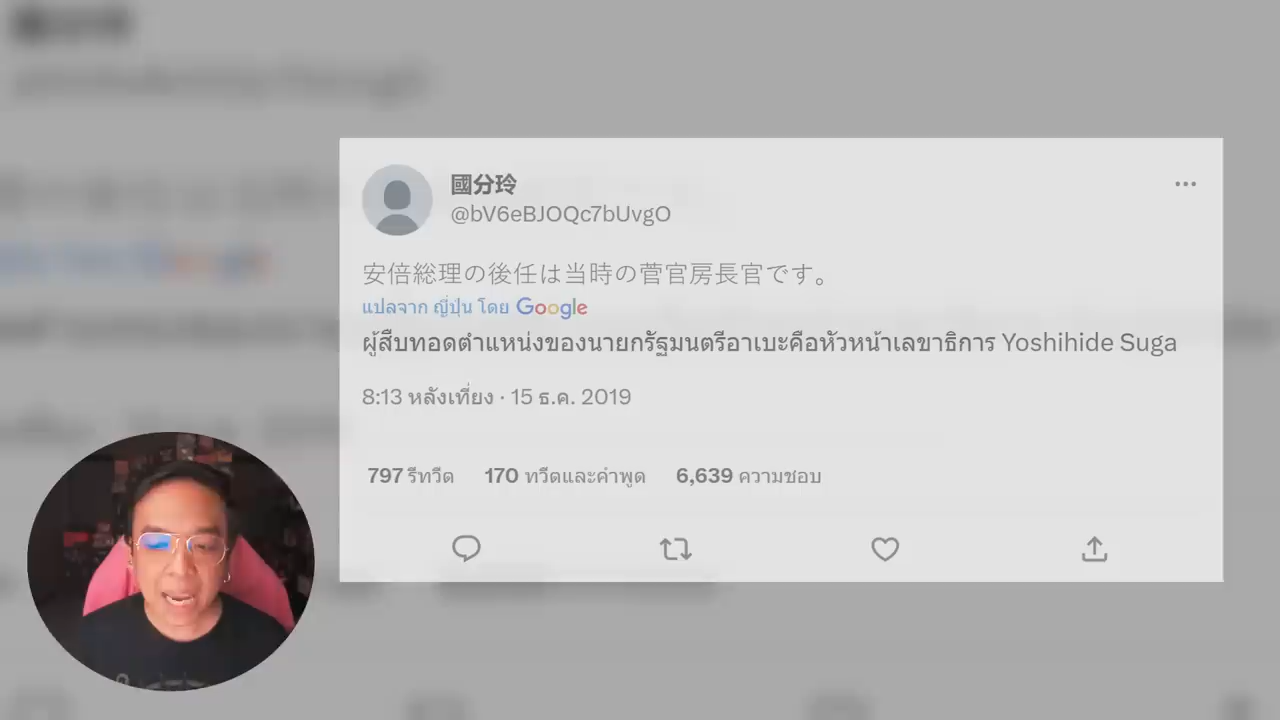 國分玲
@bV6eBJOQc7bUvgO
安倍総理の後任は当時の菅官房長官です。
แปลจาก ญี่ปุ่น โดย Google
ผู้สืบทอดตำแหน่งของนายกรัฐมนตรีอาเบะคือหัวหน้าเลขาธิการ Yoshihide Suga
8:13 หลังเที่ยง · 15 ธ.ค. 2019
797 รีทวีต 170 ทวีตและคำพูด 6,639 ความชอบ